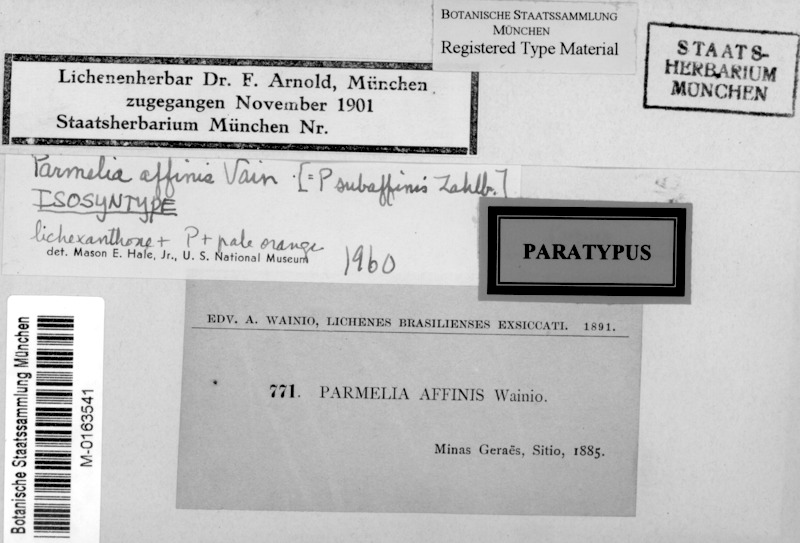 BOTANISCHE STAATSSAMMLUNG
MÜNCHEN
Registered Type Material
STAATS-
HERBARIUM
MÜNCHEN
Lichenenherbar Dr. F. Arnold, München
zugegangen November 1901
Staatsherbarium München Nr.
Parmelia affinis Vain [=P subaffinis Zahlbr.]
ISOSYNTYPE
lichexanthone+ P+ pale orange
det. Mason E. Hale, Jr., U. S. National Museum
1960
PARATYPUS
EDV. A. WAINIO, LICHENES BRASILIENSES EXSICCATI. 1891.
771. PARMELIA AFFINIS Wainio.
Minas Geraës, Sitio, 1885.
Botanische Staatssammlung München
M-0163541